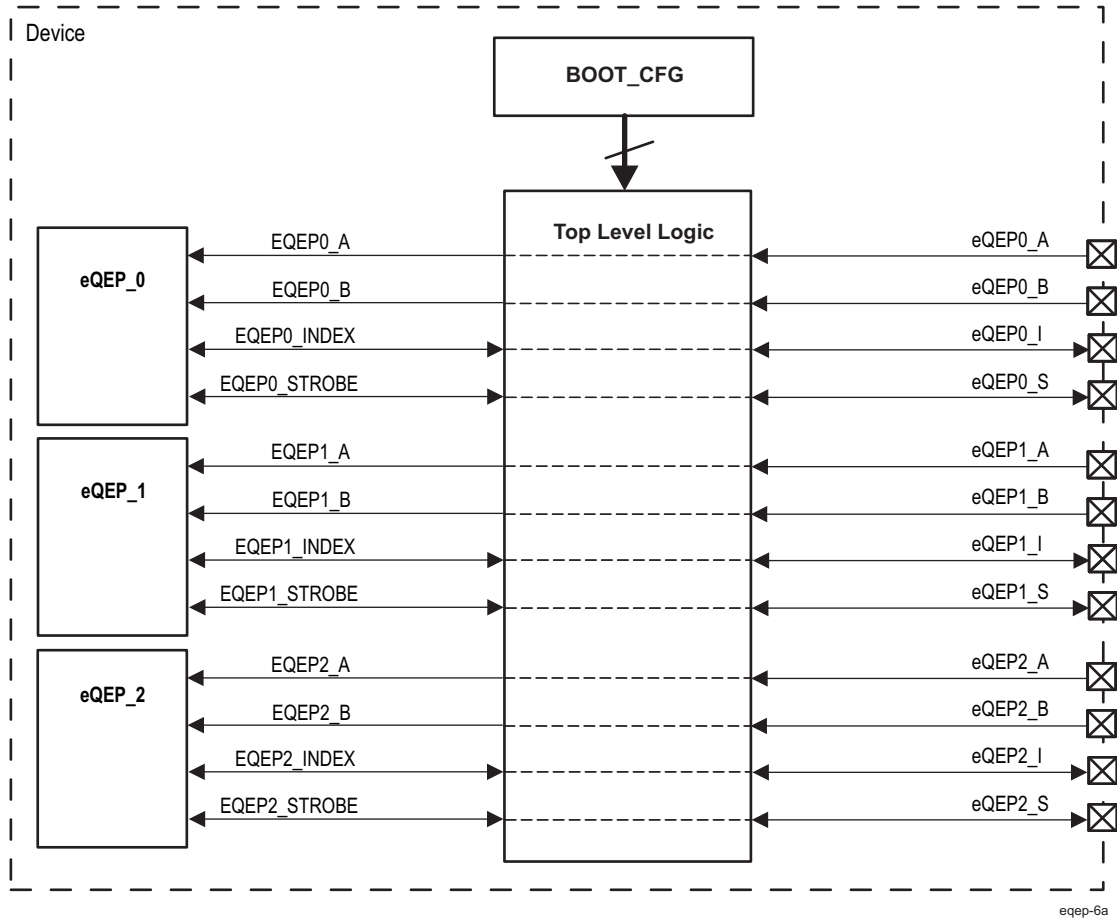 Device
BOOT_CFG
Top Level Logic
eQEP_0
EQEP0_A
eQEP0_A
EQEP0_B
eQEP0_B
EQEP0_INDEX
eQEP0_I
EQEP0_STROBE
eQEP0_S
eQEP_1
EQEP1_A
eQEP1_A
EQEP1_B
eQEP1_B
EQEP1_INDEX
eQEP1_I
EQEP1_STROBE
eQEP1_S
eQEP_2
EQEP2_A
eQEP2_A
EQEP2_B
eQEP2_B
EQEP2_INDEX
eQEP2_I
EQEP2_STROBE
eQEP2_S
eqep-6a